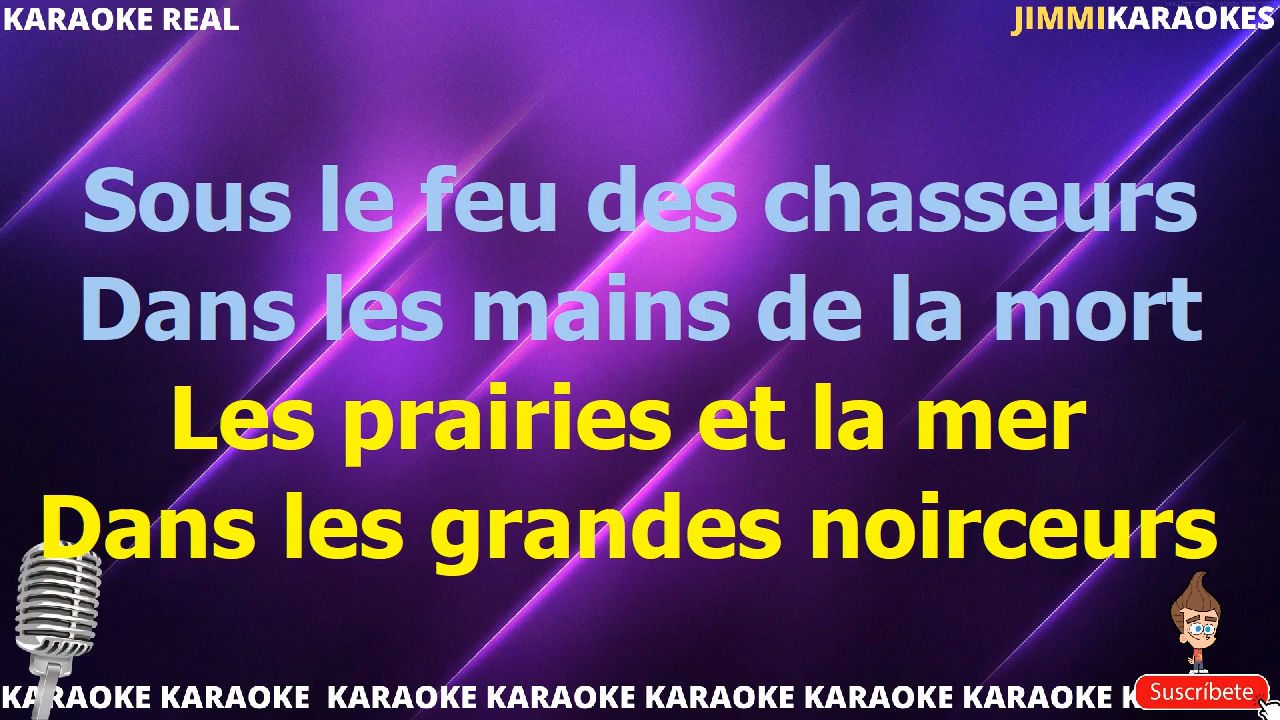 KARAOKE REAL
JIMMIKARAOKES
Sous le feu des chasseurs
Dans les mains de la mort
Les prairies et la mer
Dans les grandes noirceurs
KARAOKE KARAOKE KARAOKE KARAOKE KARAOKE KARAOKE KARAOKE K
Suscríbete